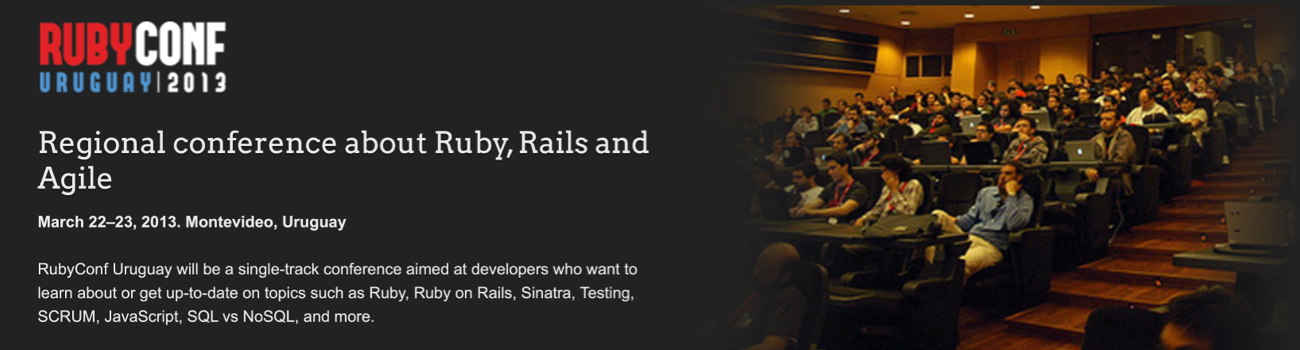 RUBYCONF
URUGUAY|2013
Regional conference about Ruby, Rails and
Agile
March 22–23, 2013. Montevideo, Uruguay
RubyConf Uruguay will be a single-track conference aimed at developers who want to
learn about or get up-to-date on topics such as Ruby, Ruby on Rails, Sinatra, Testing,
SCRUM, JavaScript, SQL vs NoSQL, and more.